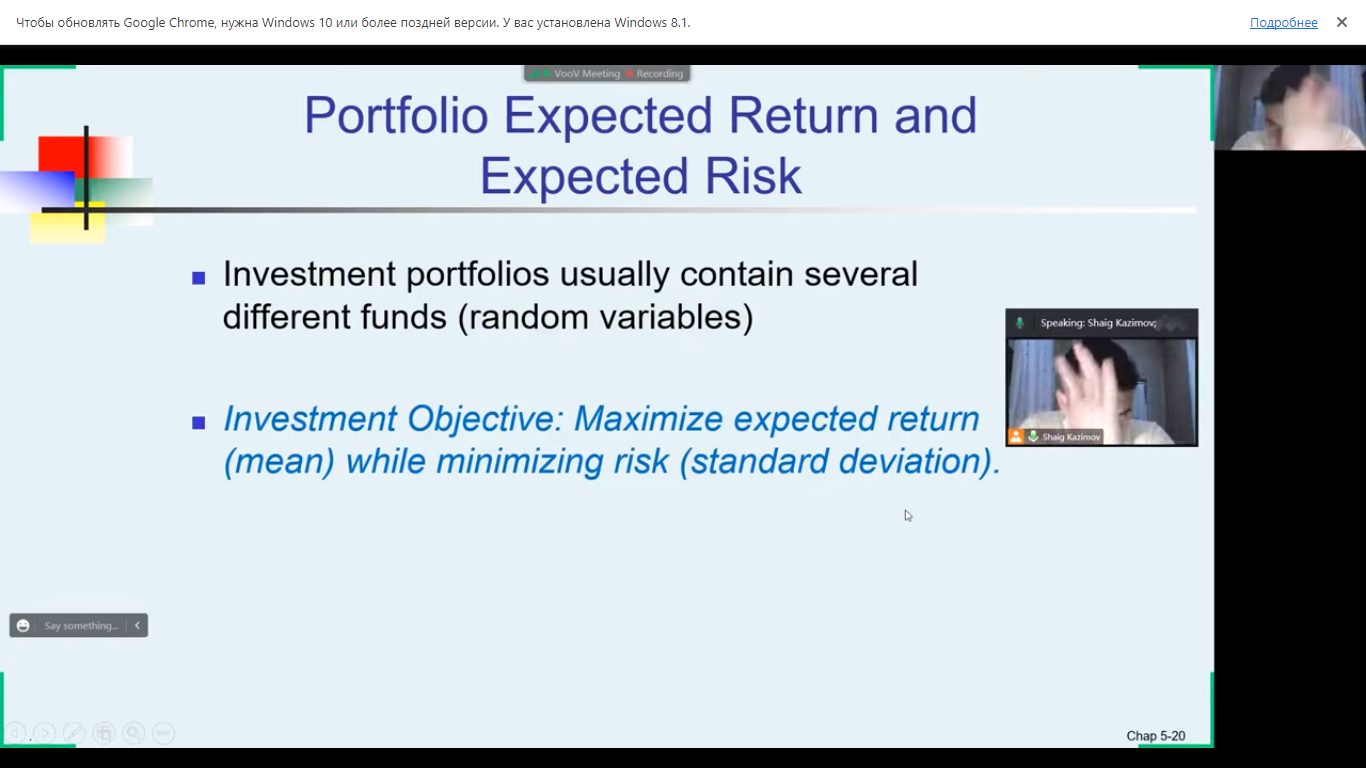 Чтобы обновлять Google Chrome, нужна Windows 10 или более поздней версии. У вас установлена Windows 8.1.
Подробнее
VooV Meeting
Recording
Portfolio Expected Return and
Expected Risk
Investment portfolios usually contain several
different funds (random variables)
Speaking: Shaig Kazimov;
Shaig Kazimov
Investment Objective: Maximize expected return
(mean) while minimizing risk (standard deviation).
Say something...
Chap 5-20